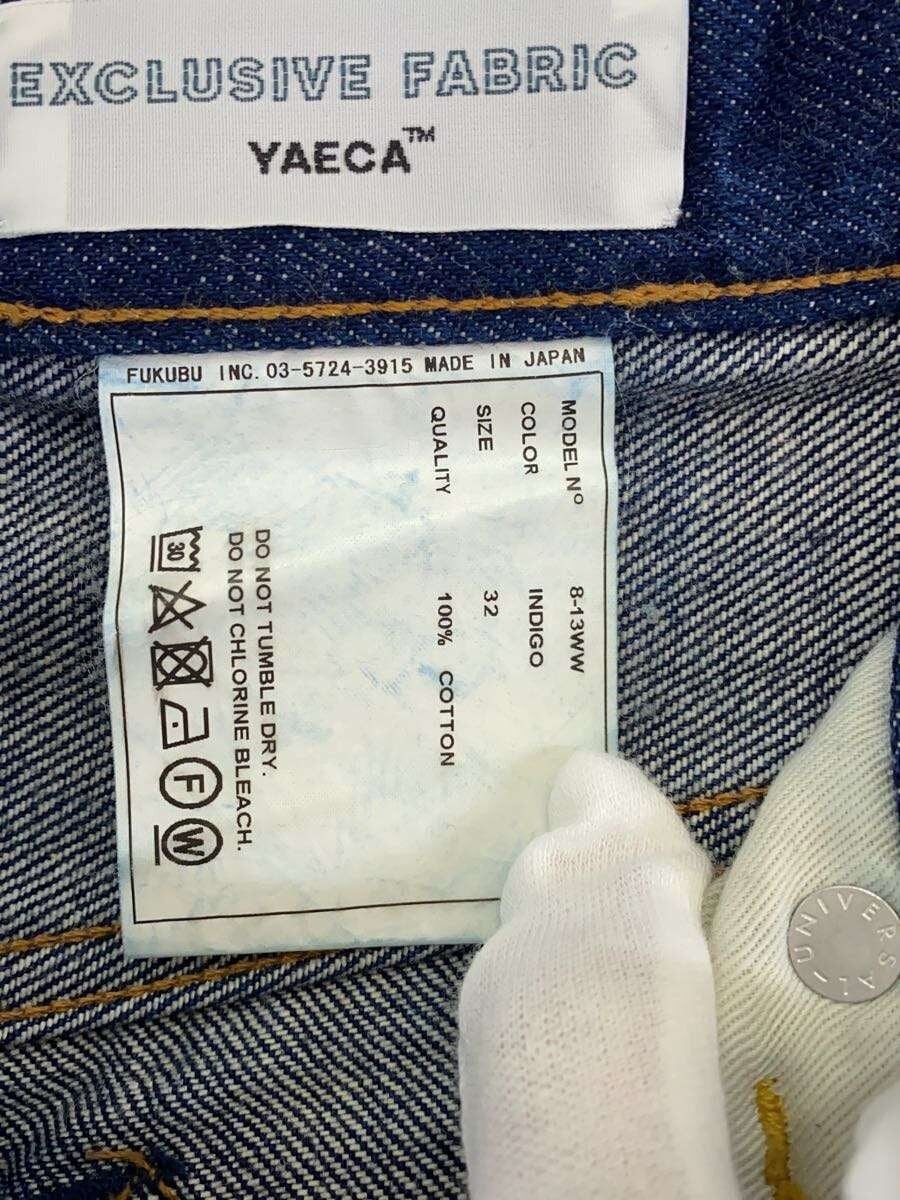 EXCLUSIVE FABRIC
YAECA™
FUKUBU INC. 03-5724-3915 MADE IN JAPAN
MODEL Nº 8-13WW
COLOR INDIGO
SIZE 32
QUALITY 100% COTTON
DO NOT TUMBLE DRY.
DO NOT CHLORINE BLEACH.
30
F
W
UNIVERSAL